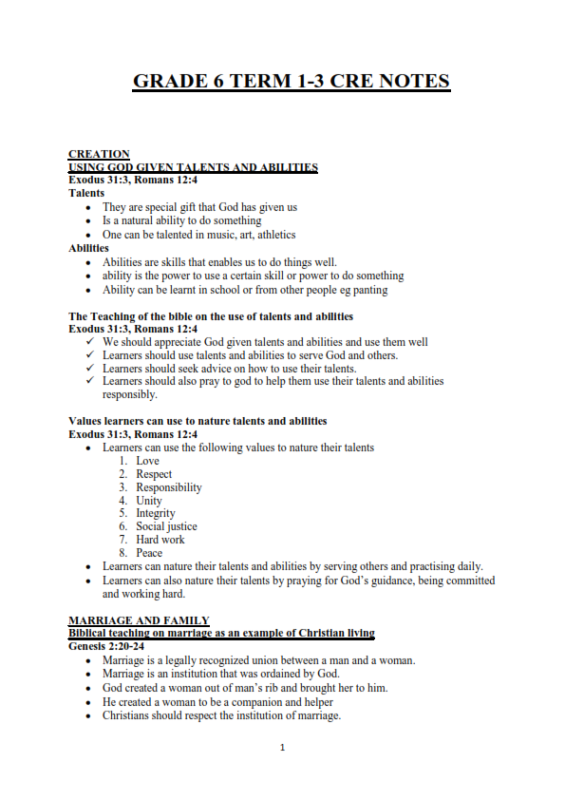 GRADE 6 TERM 1-3 CRE NOTES
CREATION
USING GOD GIVEN TALENTS AND ABILITIES
Exodus 31:3, Romans 12:4
Talents
• They are special gift that God has given us
• Is a natural ability to do something
• One can be talented in music, art, athletics
Abilities
• Abilities are skills that enables us to do things well.
• ability is the power to use a certain skill or power to do something
• Ability can be learnt in school or from other people eg panting
The Teaching of the bible on the use of talents and abilities
Exodus 31:3, Romans 12:4
✓ We should appreciate God given talents and abilities and use them well
✓ Learners should use talents and abilities to serve God and others.
✓ Learners should seek advice on how to use their talents.
✓ Learners should also pray to god to help them use their talents and abilities
responsibly.
Values learners can use to nature talents and abilities
Exodus 31:3, Romans 12:4
• Learners can use the following values to nature their talents
1. Love
2. Respect
3. Responsibility
4. Unity
5. Integrity
6. Social justice
7. Hard work
8. Peace
• Learners can nature their talents and abilities by serving others and practising daily.
• Learners can also nature their talents by praying for God's guidance, being committed
and working hard.
MARRIAGE AND FAMILY
Biblical teaching on marriage as an example of Christian living
Genesis 2:20-24
• Marriage is a legally recognized union between a man and a woman.
• Marriage is an institution that was ordained by God.
• God created a woman out of man's rib and brought her to him.
• He created a woman to be a companion and helper
• Christians should respect the institution of marriage.
1